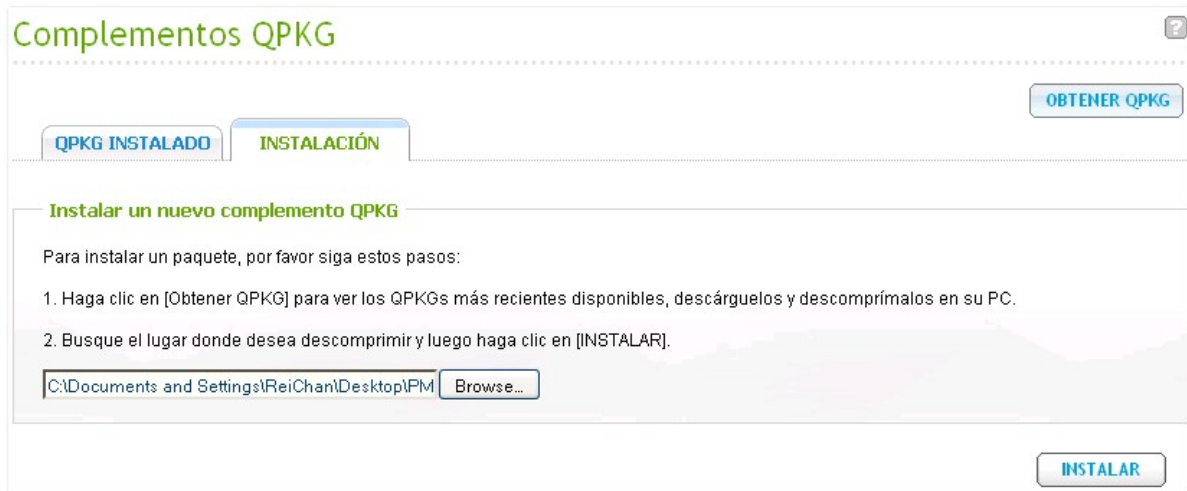 Complementos QPKG
?
OBTENER QPKG
QPKG INSTALADO
INSTALACIÓN
Instalar un nuevo complemento QPKG
Para instalar un paquete, por favor siga estos pasos:
1. Haga clic en [Obtener QPKG] para ver los QPKGs más recientes disponibles, descárguelos y descomprímalos en su PC.
2. Busque el lugar donde desea descomprimir y luego haga clic en [INSTALAR].
C:\Documents and Settings\ReiChan\Desktop\PM
Browse...
INSTALAR